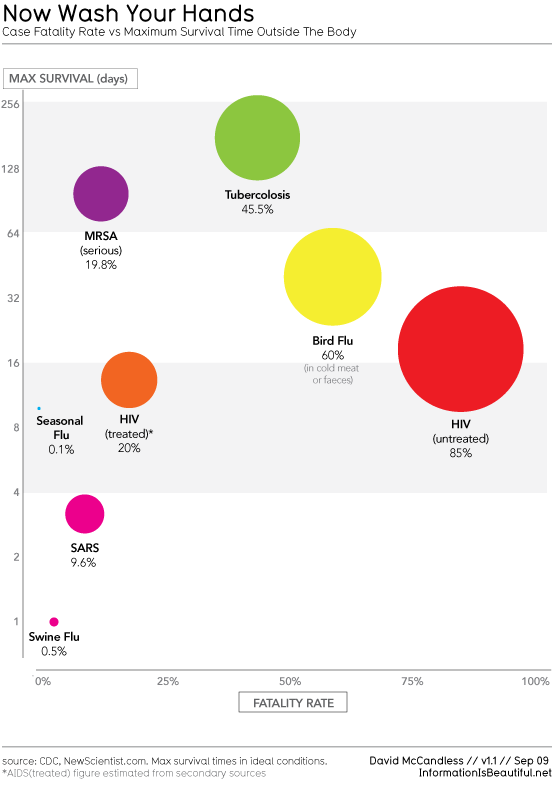 Now Wash Your Hands
Case Fatality Rate vs Maximum Survival Time Outside The Body
MAX SURVIVAL (days)
256
128
64
32
16
8
4
2
1
Tubercolosis
45.5%
MRSA
(serious)
19.8%
Bird Flu
60%
(in cold meat
or faeces)
HIV
(untreated)
85%
HIV
(treated)*
20%
Seasonal
Flu
0.1%
SARS
9.6%
Swine Flu
0.5%
0% 25% 50% 75% 100%
FATALITY RATE
source: CDC, NewScientist.com. Max survival times in ideal conditions.
*AIDS(treated) figure estimated from secondary sources
David McCandless // v1.1 // Sep 09
InformationIsBeautiful.net